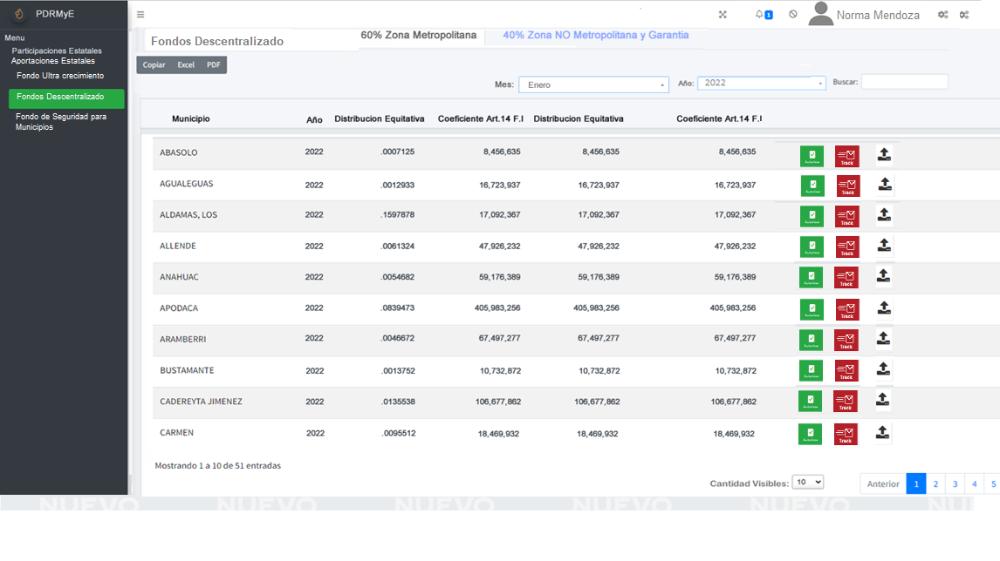 PDRMyE
1
Norma Mendoza
Menu
Participaciones Estatales
Aportaciones Estatales
Fondo Ultra crecimiento
Fondos Descentralizado
Fondo de Seguridad para
Municipios
Fondos Descentralizado
60% Zona Metropolitana
40% Zona NO Metropolitana y Garantia
Copiar Excel PDF
Mes: Enero Año: 2022 Buscar:
Municipio Año Distribucion Equitativa Coeficiente Art.14 F.I Distribucion Equitativa Coeficiente Art.14 F.I
ABASOLO 2022 .0007125 8,456,635 8,456,635 8,456,635 Track
AGUALEGUAS 2022 .0012933 16,723,937 16,723,937 16,723,937 Track
ALDAMAS, LOS 2022 .1597878 17,092,367 17,092,367 17,092,367 Track
ALLENDE 2022 .0061324 47,926,232 47,926,232 47,926,232 Track
ANAHUAC 2022 .0054682 59,176,389 59,176,389 59,176,389 Track
APODACA 2022 .0839473 405,983,256 405,983,256 405,983,256 Track
ARAMBERRI 2022 .0046672 67,497,277 67,497,277 67,497,277 Track
BUSTAMANTE 2022 .0013752 10,732,872 10,732,872 10,732,872 Track
CADEREYTA JIMENEZ 2022 .0135538 106,677,862 106,677,862 106,677,862 Track
CARMEN 2022 .0095512 18,469,932 18,469,932 18,469,932 Track
Mostrando 1 a 10 de 51 entradas
Cantidad Visibles: 10 Anterior 1 2 3 4 5
NUEVO NUEVO NUEVO NUEVO NUEVO NU